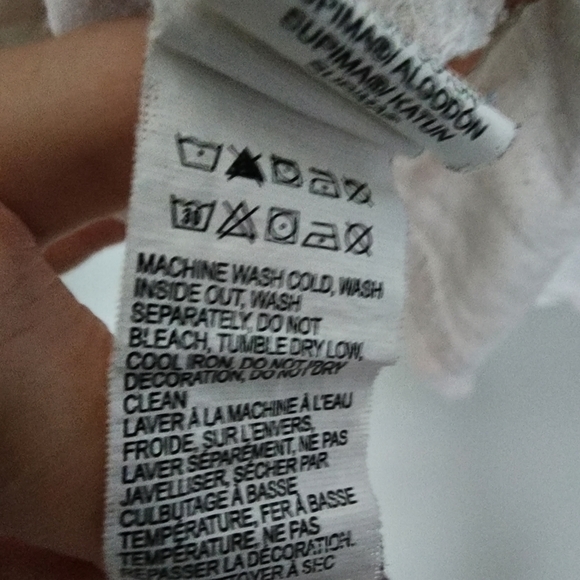 SUPIMA®/ ALGODÓN
SUPIMA®/ KATUN
30
MACHINE WASH COLD, WASH
INSIDE OUT, WASH
SEPARATELY, DO NOT
BLEACH, TUMBLE DRY LOW,
COOL IRON, DO NOT
DECORATION, DO NOT DRY
CLEAN
LAVER À LA MACHINE À L'EAU
FROIDE, SUR L'ENVERS,
LAVER SÉPARÉMENT, NE PAS
JAVELLISER, SÉCHER PAR
CULBUTAGE À BASSE
TEMPÉRATURE, FER À BASSE
TEMPÉRATURE, NE PAS
REPASSER LA DÉCORATION.
À SEC